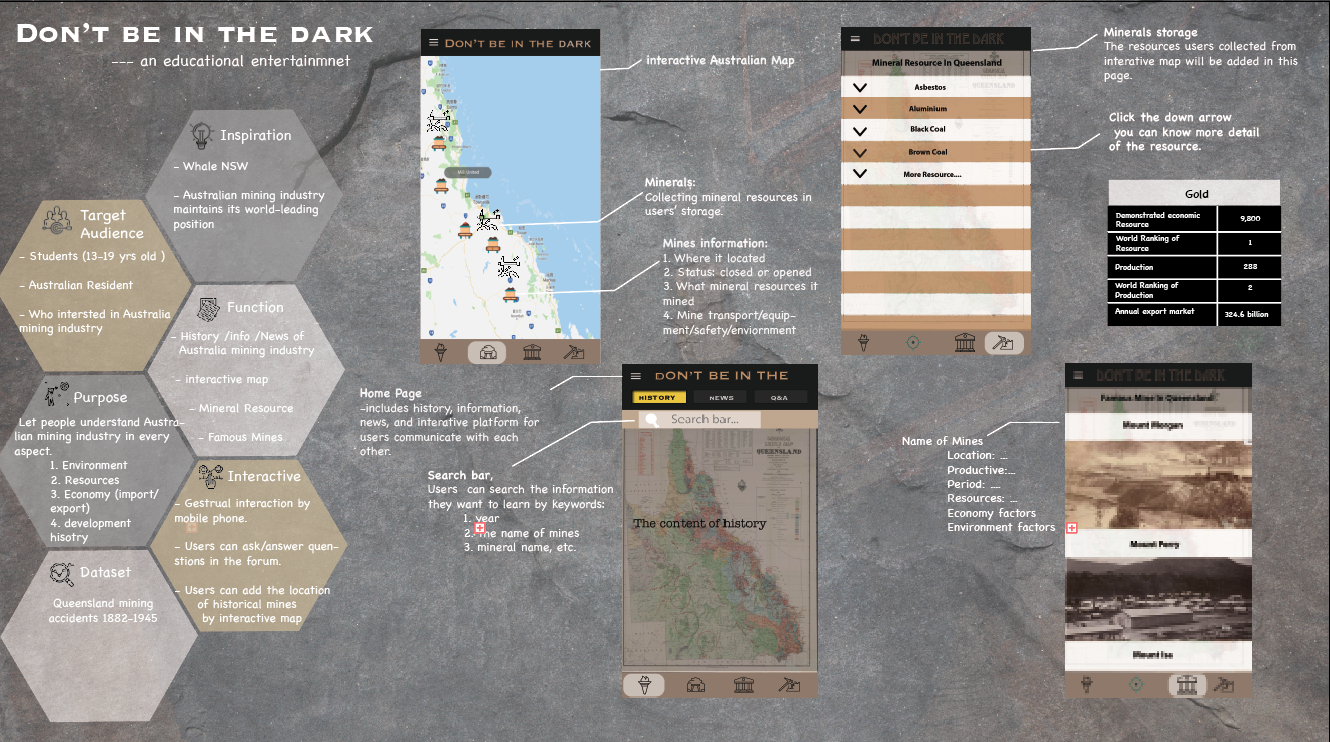 DON'T BE IN THE DARK
--- an educational entertainmnet
Inspiration
- Whale NSW
- Australian mining industry
maintains its world-leading
position
Target
Audience
- Students (13-19 yrs old )
- Australian Resident
- Who intersted in Australia
mining industry
Function
- History /info /News of
Australia mining industry
- interactive map
- Mineral Resource
- Famous Mines
Purpose
Let people understand Austra-
lian mining industry in every
aspect.
1. Environment
2. Resources
3. Economy (import/
export)
4. development
hisotry
Interactive
- Gestrual interaction by
mobile phone.
- Users can ask/answer quen-
stions in the forum.
- Users can add the location
of historical mines
by interactive map
Dataset
Queensland mining
accidents 1882-1945
DON'T BE IN THE DARK
interactive Australian Map
Minerals:
Collecting mineral resources in
users' storage.
Mines information:
1. Where it located
2. Status: closed or opened
3. What mineral resources it
mined
4. Mine transport/equip-
ment/safety/enviornment
DON'T BE IN THE DARK
Mineral Resource In Queensland
Asbestos
Aluminium
Black Coal
Brown Coal
More Resource....
Minerals storage
The resources users collected from
interative map will be added in this
page.
Click the down arrow
you can know more detail
of the resource.
Gold
Demonstrated economic
Resource
9,800
World Ranking of
Resource
1
Production
288
World Ranking of
Production
2
Annual export market
324.6 billion
Home Page
-includes history, information,
news, and interative platform for
users communicate with each
other.
Search bar,
Users can search the information
they want to learn by keywords:
1. year
2. The name of mines
3. mineral name, etc.
DON'T BE IN THE
HISTORY
NEWS
Q&A
Search bar...
QUEENSLAND
The content of history
Name of Mines
Location: ...
Productive:...
Period: ....
Resources: ...
Economy factors
Environment factors
DON'T BE IN THE DARK
Famous Mine In Queensland
Mount Morgan
Mount Perry
Mount Isa